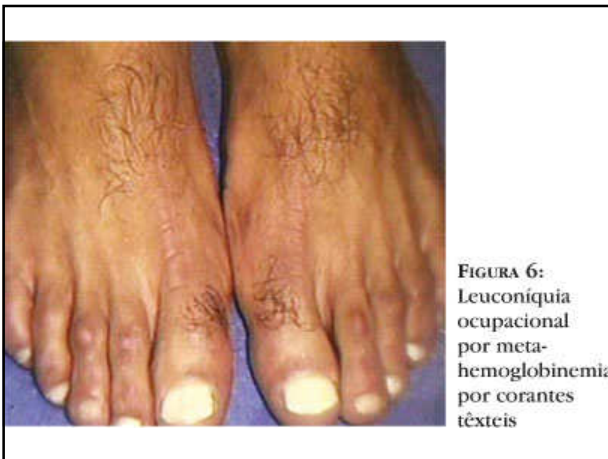 FIGURA 6:
Leuconíquia
ocupacional
por meta-
hemoglobinemia
por corantes
têxteis